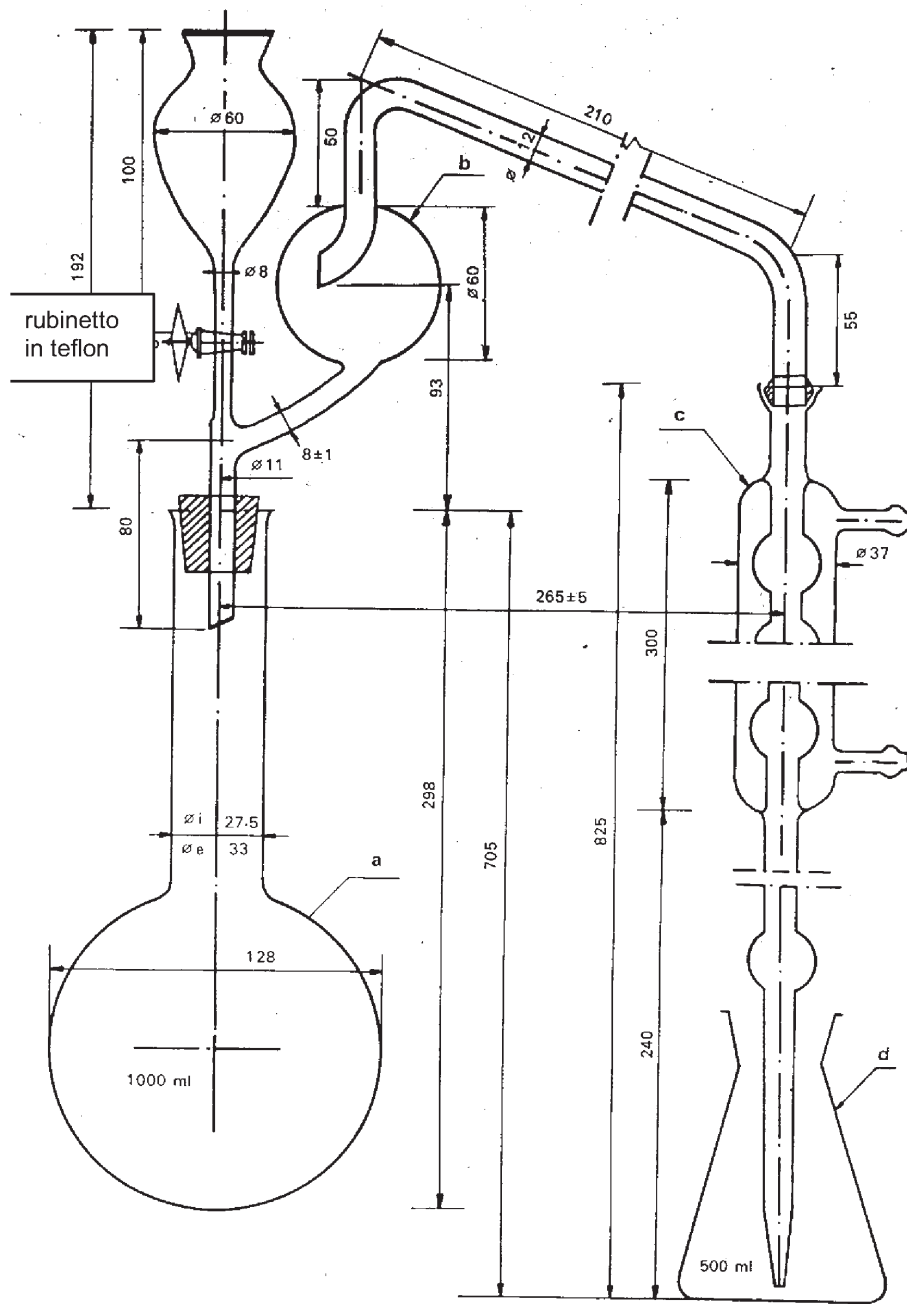 210
Ø 60
100
50
Ø 12
b
192
Ø 8
Ø 60
rubinetto
in teflon
55
93
8±1
c
Ø 11
80
Ø 37
265±5
300
298
705
825
Ø i 27·5
Ø e 33
a
128
240
1000 ml
d
500 ml